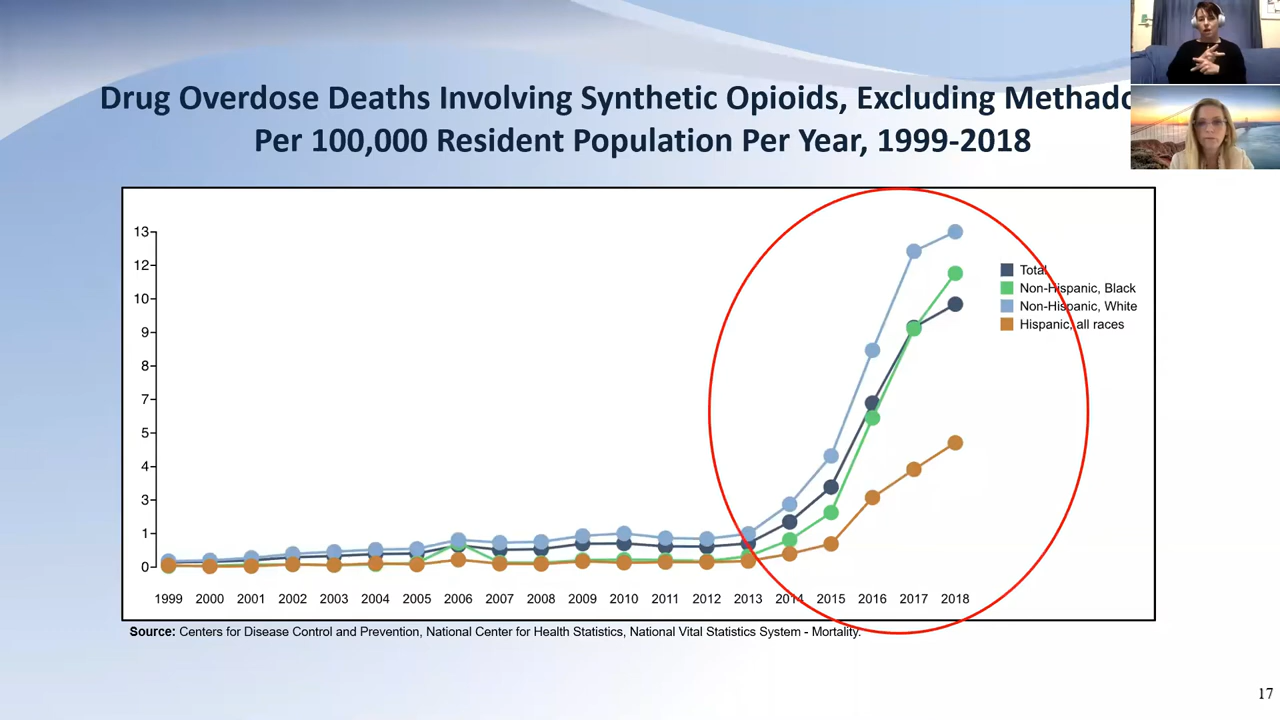 Drug Overdose Deaths Involving Synthetic Opioids, Excluding
Per 100,000 Resident Population Per Year, 1999-2018
13
12
10
9
8
7
5
4
3
1
0
Total
Non-Hispanic, Black
Non-Hispanic, White
Hispanic, all races
1999 2000 2001 2002 2003 2004 2005 2006 2007 2008 2009 2010 2011 2012 2013 2014 2015 2016 2017 2018
Source: Centers for Disease Control and Prevention, National Center for Health Statistics, National Vital Statistics System - Mortality.
17